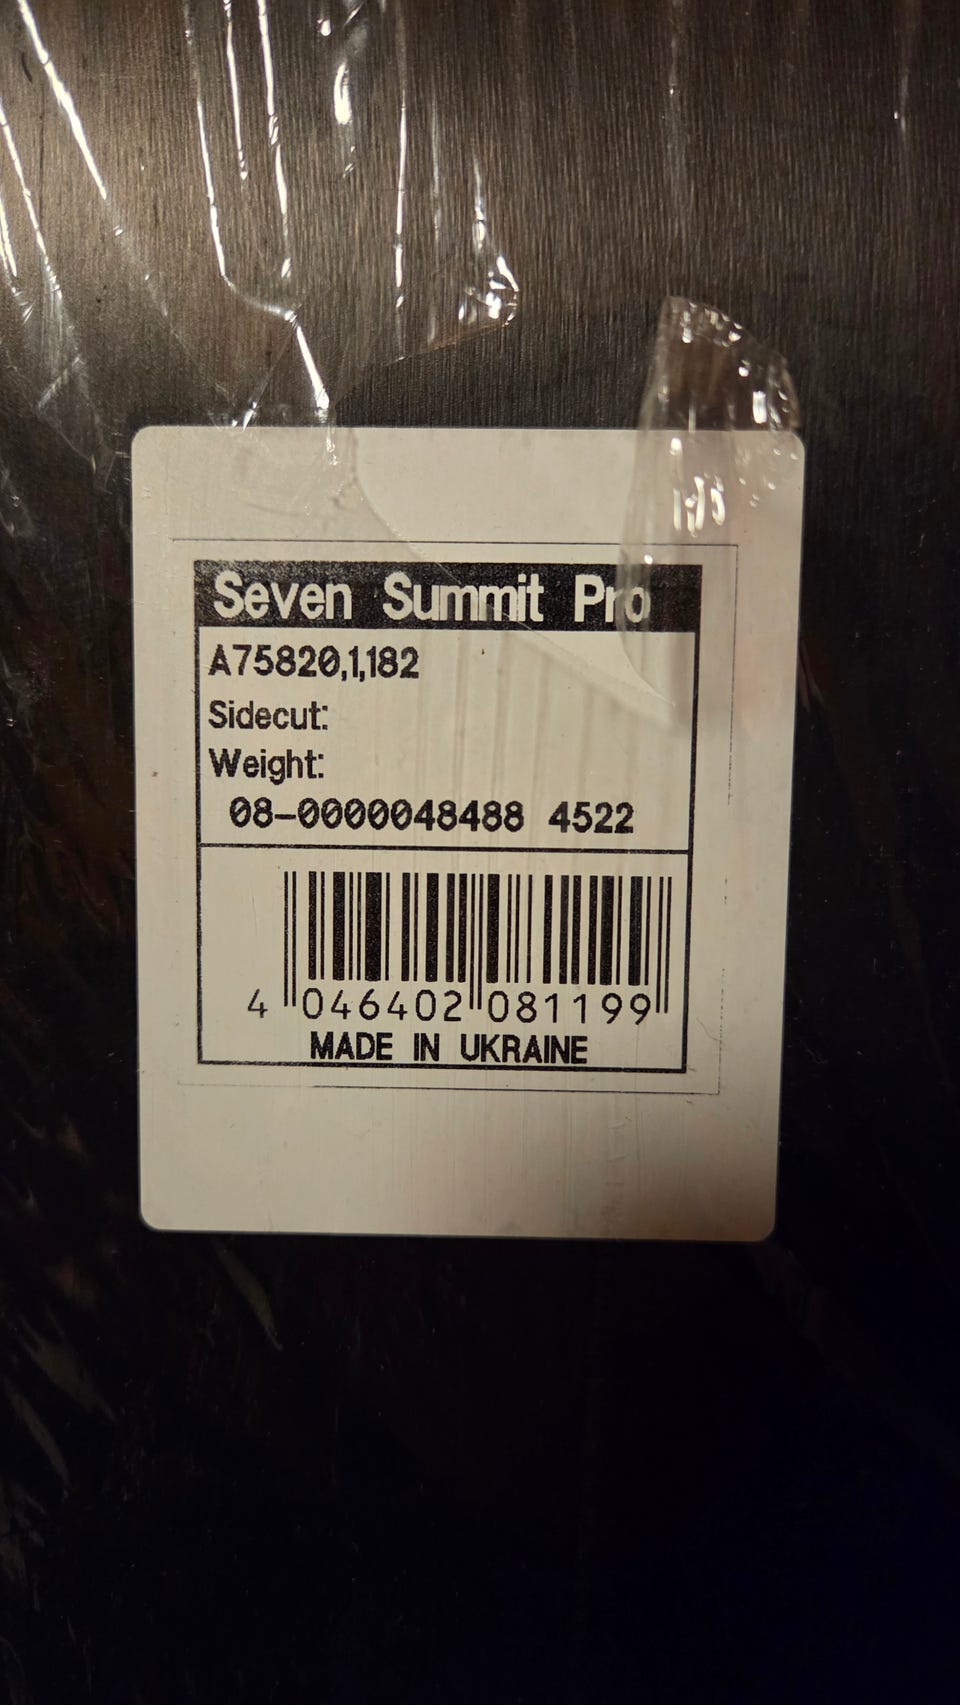 Seven Summit Pro
A75820,1,182
Sidecut:
Weight:
08-0000048488 4522
4 046402 081199
MADE IN UKRAINE